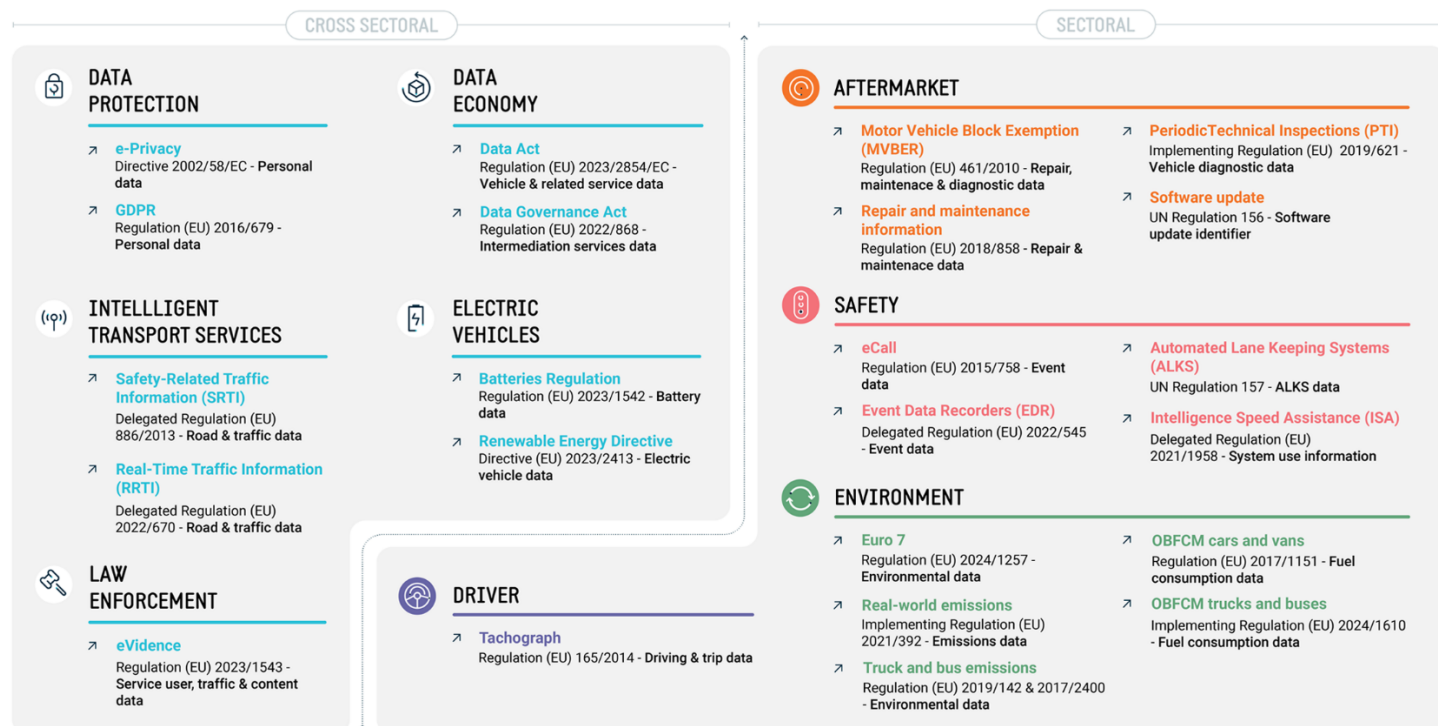 CROSS SECTORAL
DATA
PROTECTION
e-Privacy
Directive 2002/58/EC - Personal
data
GDPR
Regulation (EU) 2016/679 -
Personal data
DATA
ECONOMY
Data Act
Regulation (EU) 2023/2854/EC -
Vehicle & related service data
Data Governance Act
Regulation (EU) 2022/868 -
Intermediation services data
INTELLLIGENT
TRANSPORT SERVICES
Safety-Related Traffic
Information (SRTI)
Delegated Regulation (EU)
886/2013 - Road & traffic data
Real-Time Traffic Information
(RRTI)
Delegated Regulation (EU)
2022/670 - Road & traffic data
ELECTRIC
VEHICLES
Batteries Regulation
Regulation (EU) 2023/1542 - Battery
data
Renewable Energy Directive
Directive (EU) 2023/2413 - Electric
vehicle data
LAW
ENFORCEMENT
eVidence
Regulation (EU) 2023/1543 -
Service user, traffic & content
data
SECTORAL
DRIVER
Tachograph
Regulation (EU) 165/2014 - Driving & trip data
AFTERMARKET
Motor Vehicle Block Exemption
(MVBER)
Regulation (EU) 461/2010 - Repair,
maintenace & diagnostic data
Repair and maintenance
information
Regulation (EU) 2018/858 - Repair &
maintenace data
PeriodicTechnical Inspections (PTI)
Implementing Regulation (EU) 2019/621 -
Vehicle diagnostic data
Software update
UN Regulation 156 - Software
update identifier
SAFETY
eCall
Regulation (EU) 2015/758 - Event
data
Event Data Recorders (EDR)
Delegated Regulation (EU) 2022/545
- Event data
Automated Lane Keeping Systems
(ALKS)
UN Regulation 157 - ALKS data
Intelligence Speed Assistance (ISA)
Delegated Regulation (EU)
2021/1958 - System use information
ENVIRONMENT
Euro 7
Regulation (EU) 2024/1257 -
Environmental data
Real-world emissions
Implementing Regulation (EU)
2021/392 - Emissions data
Truck and bus emissions
Regulation (EU) 2019/142 & 2017/2400
- Environmental data
OBFCM cars and vans
Regulation (EU) 2017/1151 - Fuel
consumption data
OBFCM trucks and buses
Implementing Regulation (EU) 2024/1610
- Fuel consumption data